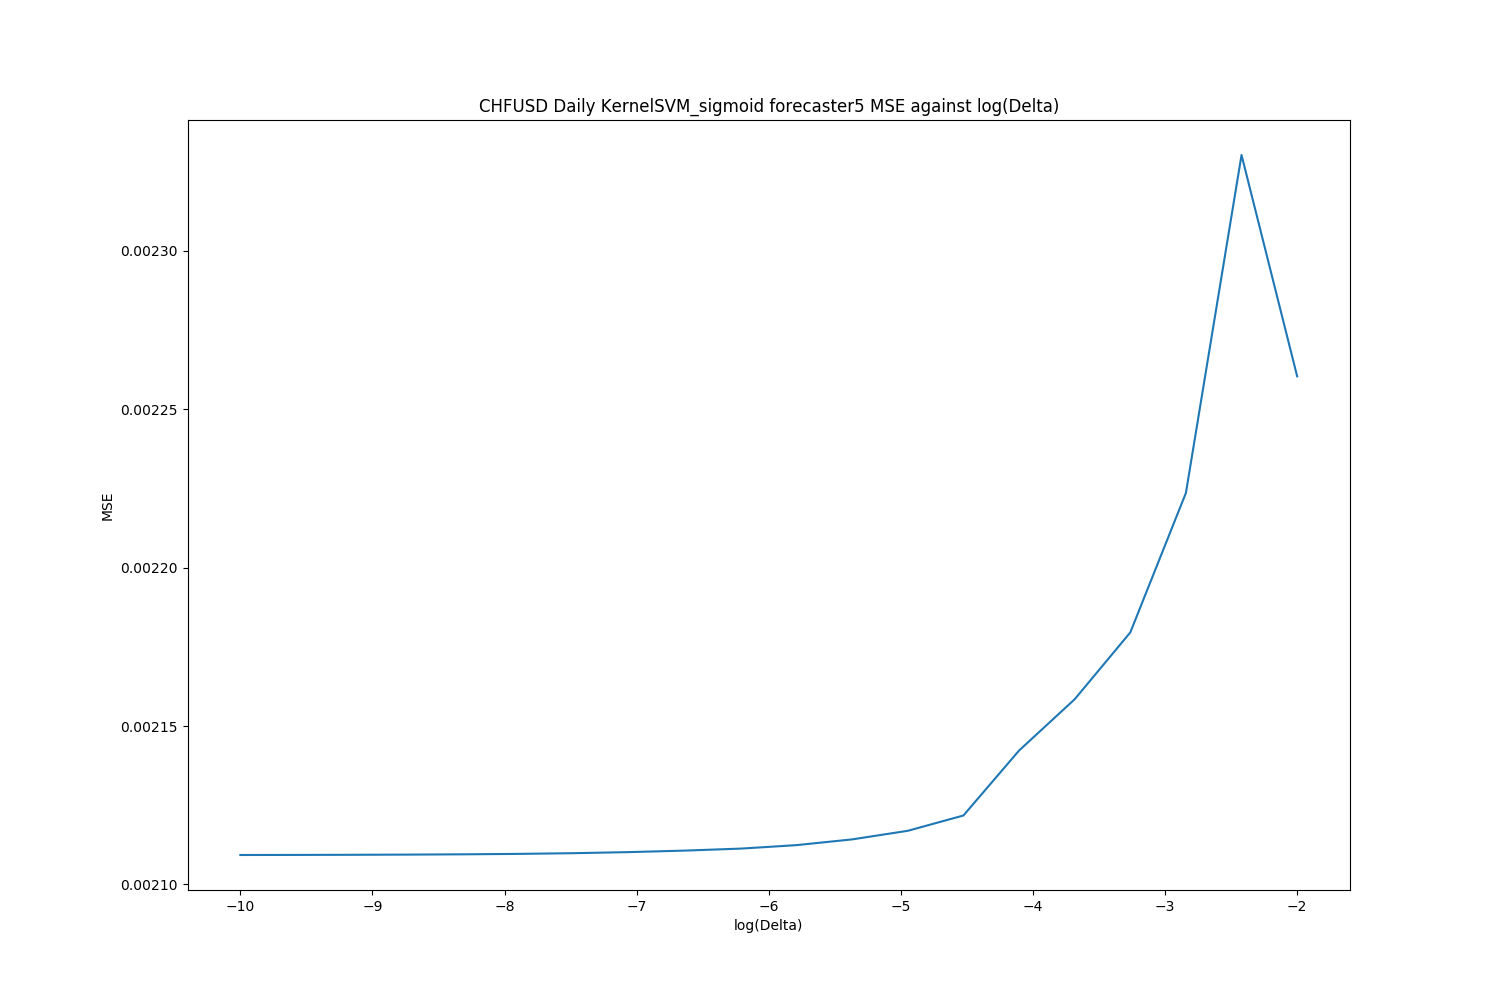 CHFUSD Daily KernelSVM_sigmoid forecaster5 MSE against log(Delta)
0.00230
0.00225
0.00220
0.00215
0.00210
MSE
−10 −9 −8 −7 −6 −5 −4 −3 −2
log(Delta)